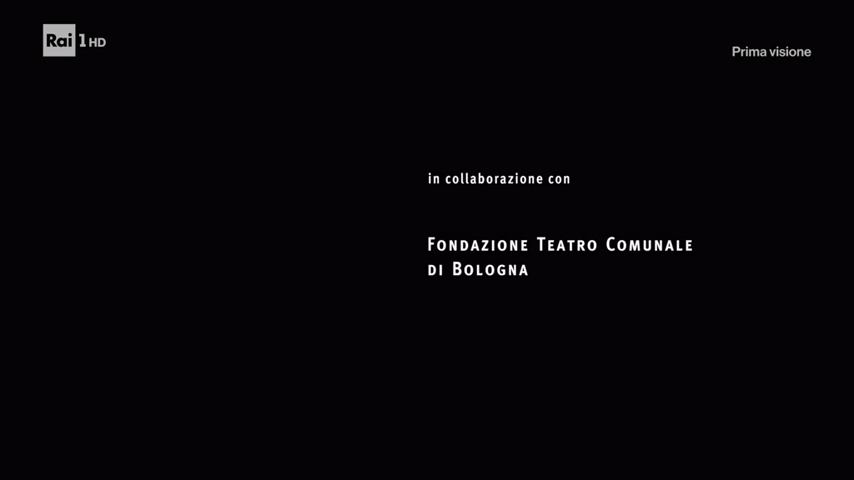 Rai 1 HD
Prima visione
in collaborazione con
FONDAZIONE TEATRO COMUNALE
DI BOLOGNA